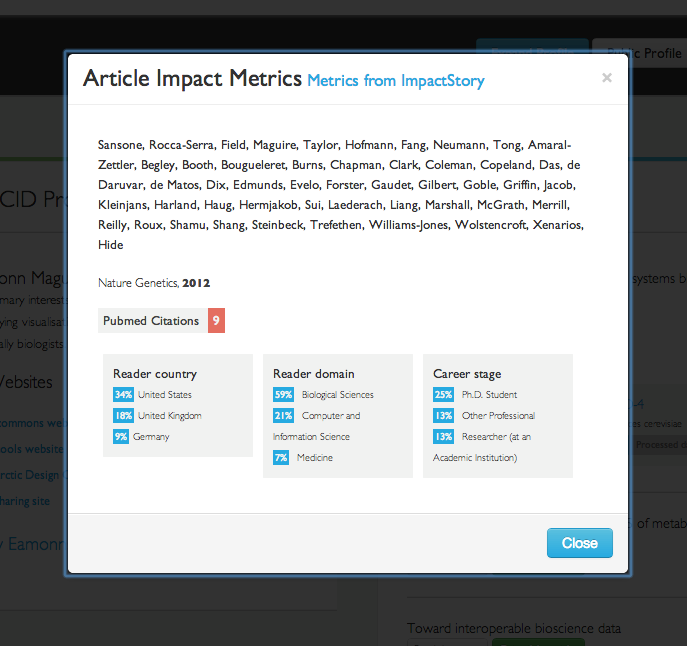 Profile
Article Impact Metrics Metrics from ImpactStory
×
Sansone, Rocca-Serra, Field, Maguire, Taylor, Hofmann, Fang, Neumann, Tong, Amaral-
Zettler, Begley, Booth, Bougueleret, Burns, Chapman, Clark, Coleman, Copeland, Das, de
Daruvar, de Matos, Dix, Edmunds, Evelo, Forster, Gaudet, Gilbert, Goble, Griffin, Jacob,
Kleinjans, Harland, Haug, Hermjakob, Sui, Laederach, Liang, Marshall, McGrath, Merrill,
Reilly, Roux, Shamu, Shang, Steinbeck, Trefethen, Williams-Jones, Wolstencroft, Xenarios,
Hide
Nature Genetics, 2012
Pubmed Citations 9
Reader country
34% United States
18% United Kingdom
9% Germany
Reader domain
59% Biological Sciences
21% Computer and
Information Science
7% Medicine
Career stage
25% Ph.D. Student
13% Other Professional
13% Researcher (at an
Academic Institution)
Close
CID Pr
onn Magu
mary interest
ying visualisa
ally biologists
Websites
commons web
ools website
rctic Design
haring site
y Eamonn
systems b
es cerevisiae
Processed d
of metab
Toward interoperable bioscience data